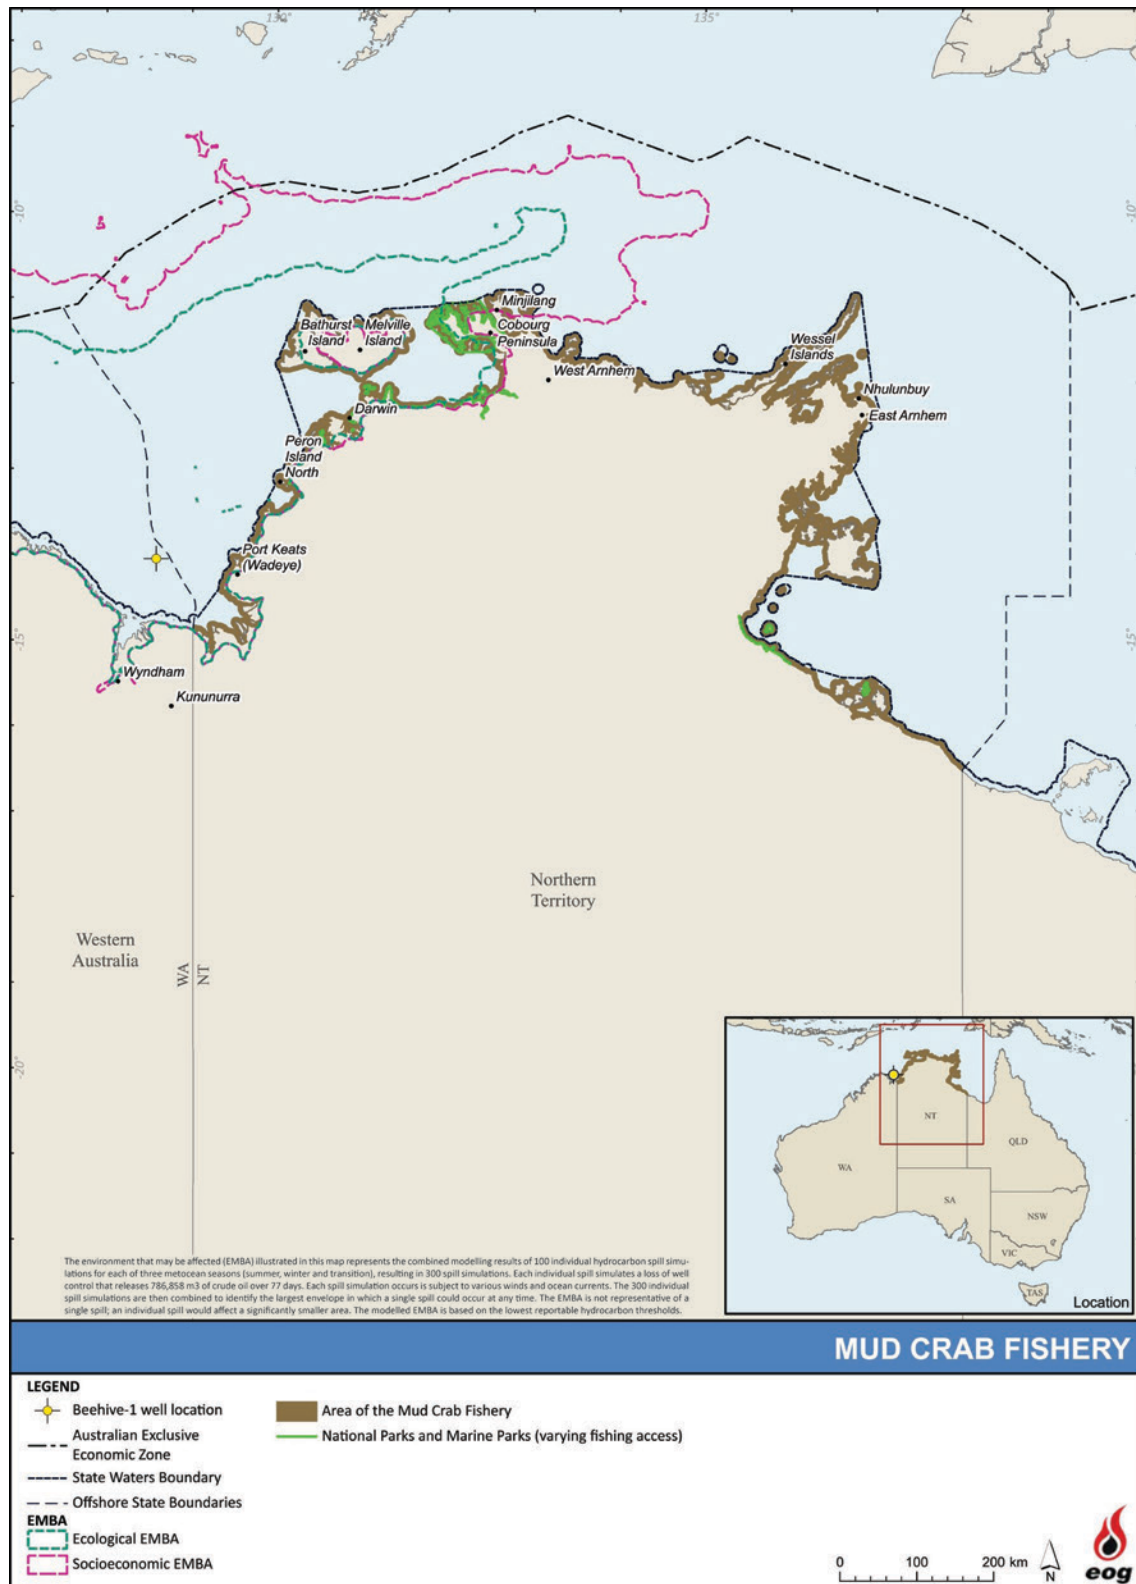 130°
135°
-10°
-10°
Minjilang
Bathurst
Island
Melville
Island
Cobourg
Peninsula
West Arnhem
Wessel
Islands
Nhulunbuy
East Arnhem
Darwin
Peron
Island
North
Port Keats
(Wadeye)
-15°
-15°
Wyndham
Kununurra
Northern
Territory
Western
Australia
WA
NT
-20°
WA
NT
QLD
SA
NSW
VIC
TAS
Location
The environment that may be affected (EMBA) illustrated in this map represents the combined modelling results of 100 individual hydrocarbon spill simu-
lations for each of three metocean seasons (summer, winter and transition), resulting in 300 spill simulations. Each individual spill simulates a loss of well
control that releases 786,858 m3 of crude oil over 77 days. Each spill simulation occurs is subject to various winds and ocean currents. The 300 individual
spill simulations are then combined to identify the largest envelope in which a single spill could occur at any time. The EMBA is not representative of a
single spill; an individual spill would affect a significantly smaller area. The modelled EMBA is based on the lowest reportable hydrocarbon thresholds.
MUD CRAB FISHERY
LEGEND
Beehive-1 well location
Australian Exclusive
Economic Zone
State Waters Boundary
Offshore State Boundaries
EMBA
Ecological EMBA
Socioeconomic EMBA
Area of the Mud Crab Fishery
National Parks and Marine Parks (varying fishing access)
0 100 200 km
N
eog